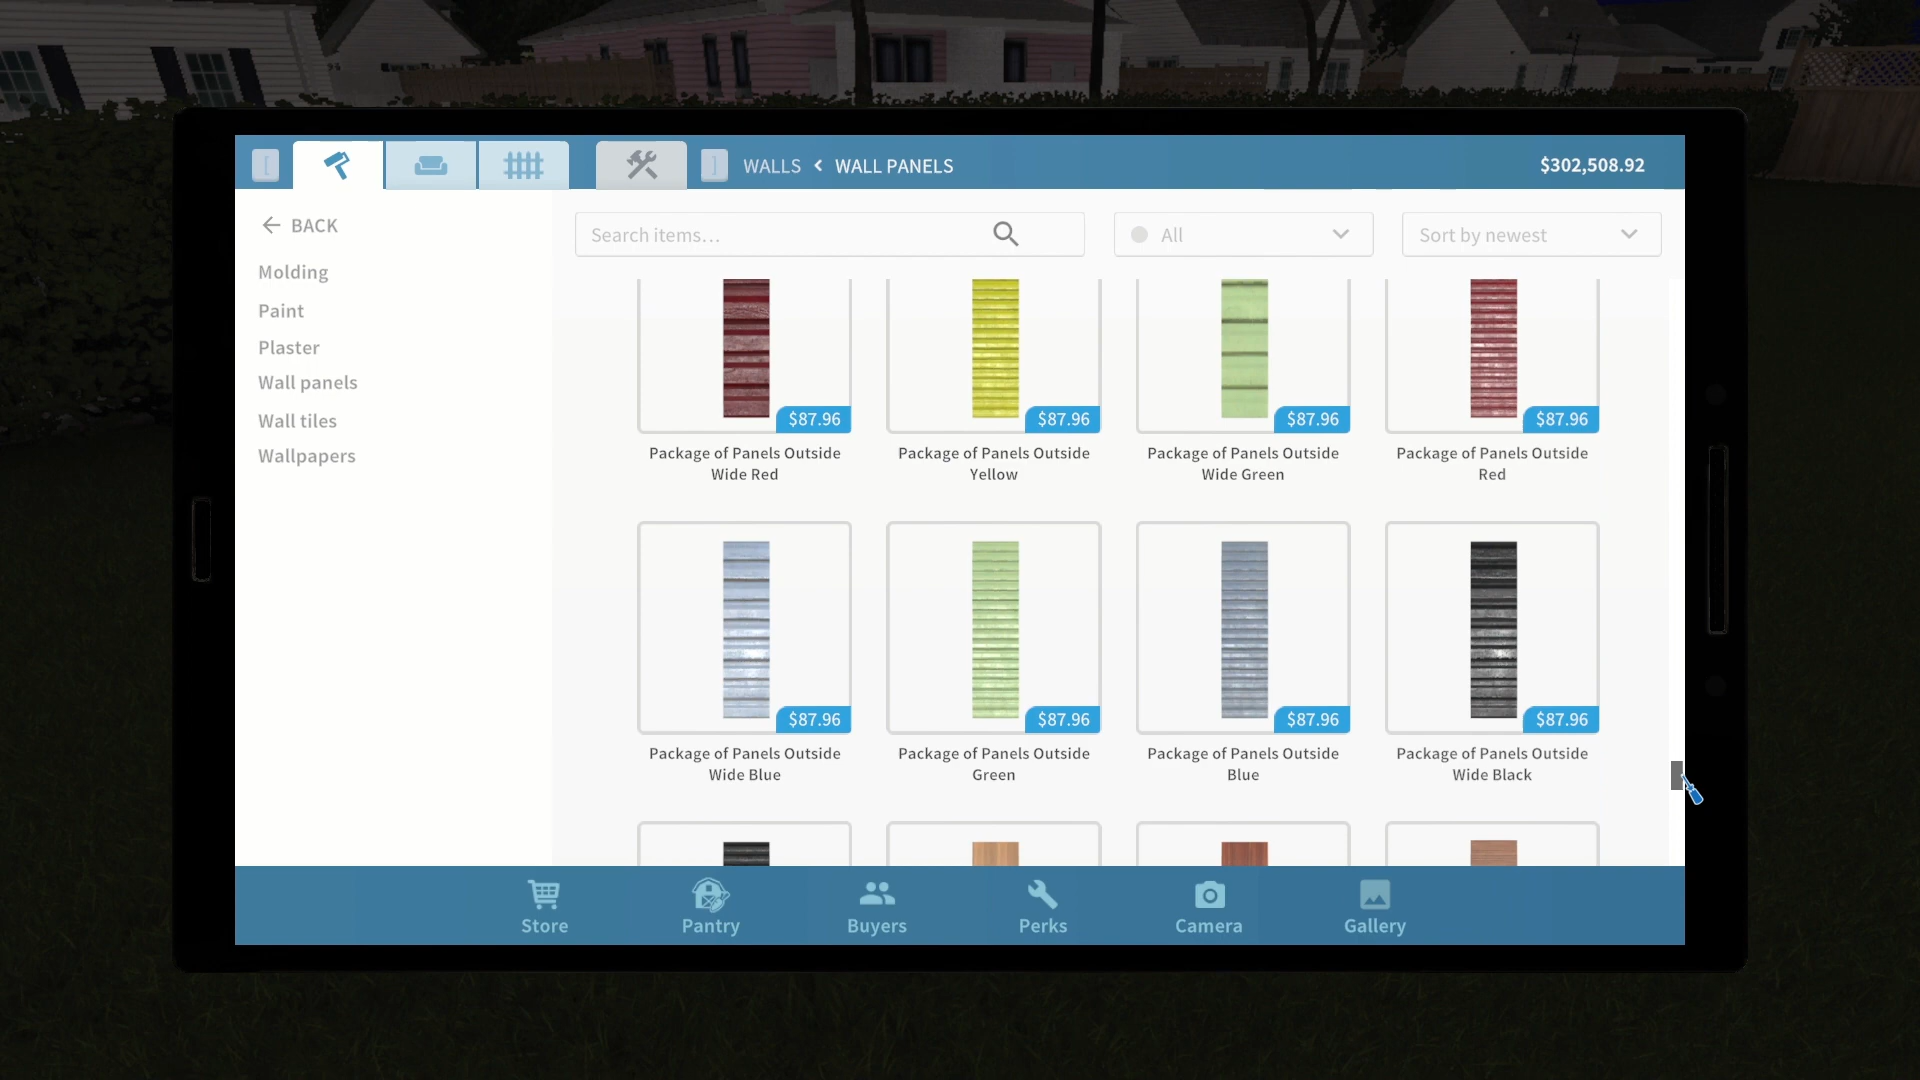 [
]
WALLS < WALL PANELS
$302,508.92
BACK
Search items...
All
Sort by newest
Molding
Paint
Plaster
Wall panels
Wall tiles
Wallpapers
$87.96
$87.96
$87.96
$87.96
Package of Panels Outside
Wide Red
Package of Panels Outside
Yellow
Package of Panels Outside
Wide Green
Package of Panels Outside
Red
$87.96
$87.96
$87.96
$87.96
Package of Panels Outside
Wide Blue
Package of Panels Outside
Green
Package of Panels Outside
Blue
Package of Panels Outside
Wide Black
Store
Pantry
Buyers
Perks
Camera
Gallery